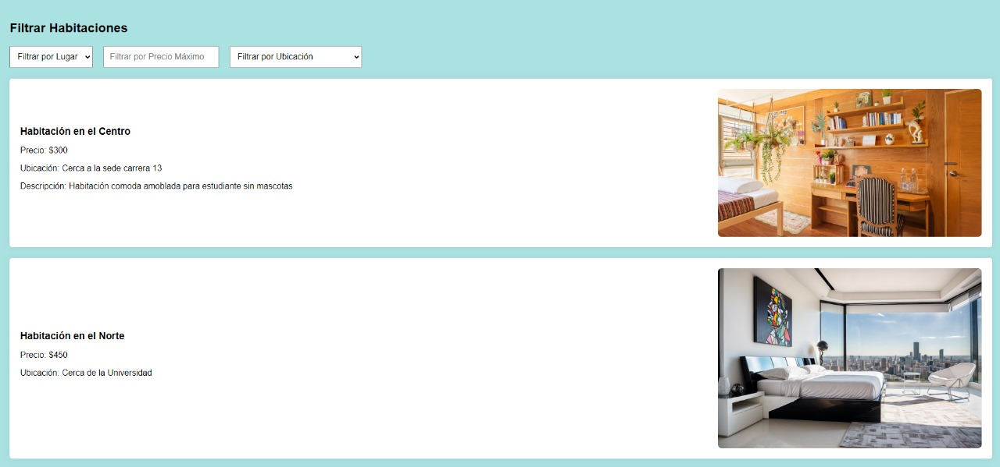 Filtrar Habitaciones
Filtrar por Lugar
Filtrar por Precio Máximo
Filtrar por Ubicación
Habitación en el Centro
Precio: $300
Ubicación: Cerca a la sede carrera 13
Descripción: Habitación comoda amoblada para estudiante sin mascotas
Habitación en el Norte
Precio: $450
Ubicación: Cerca de la Universidad